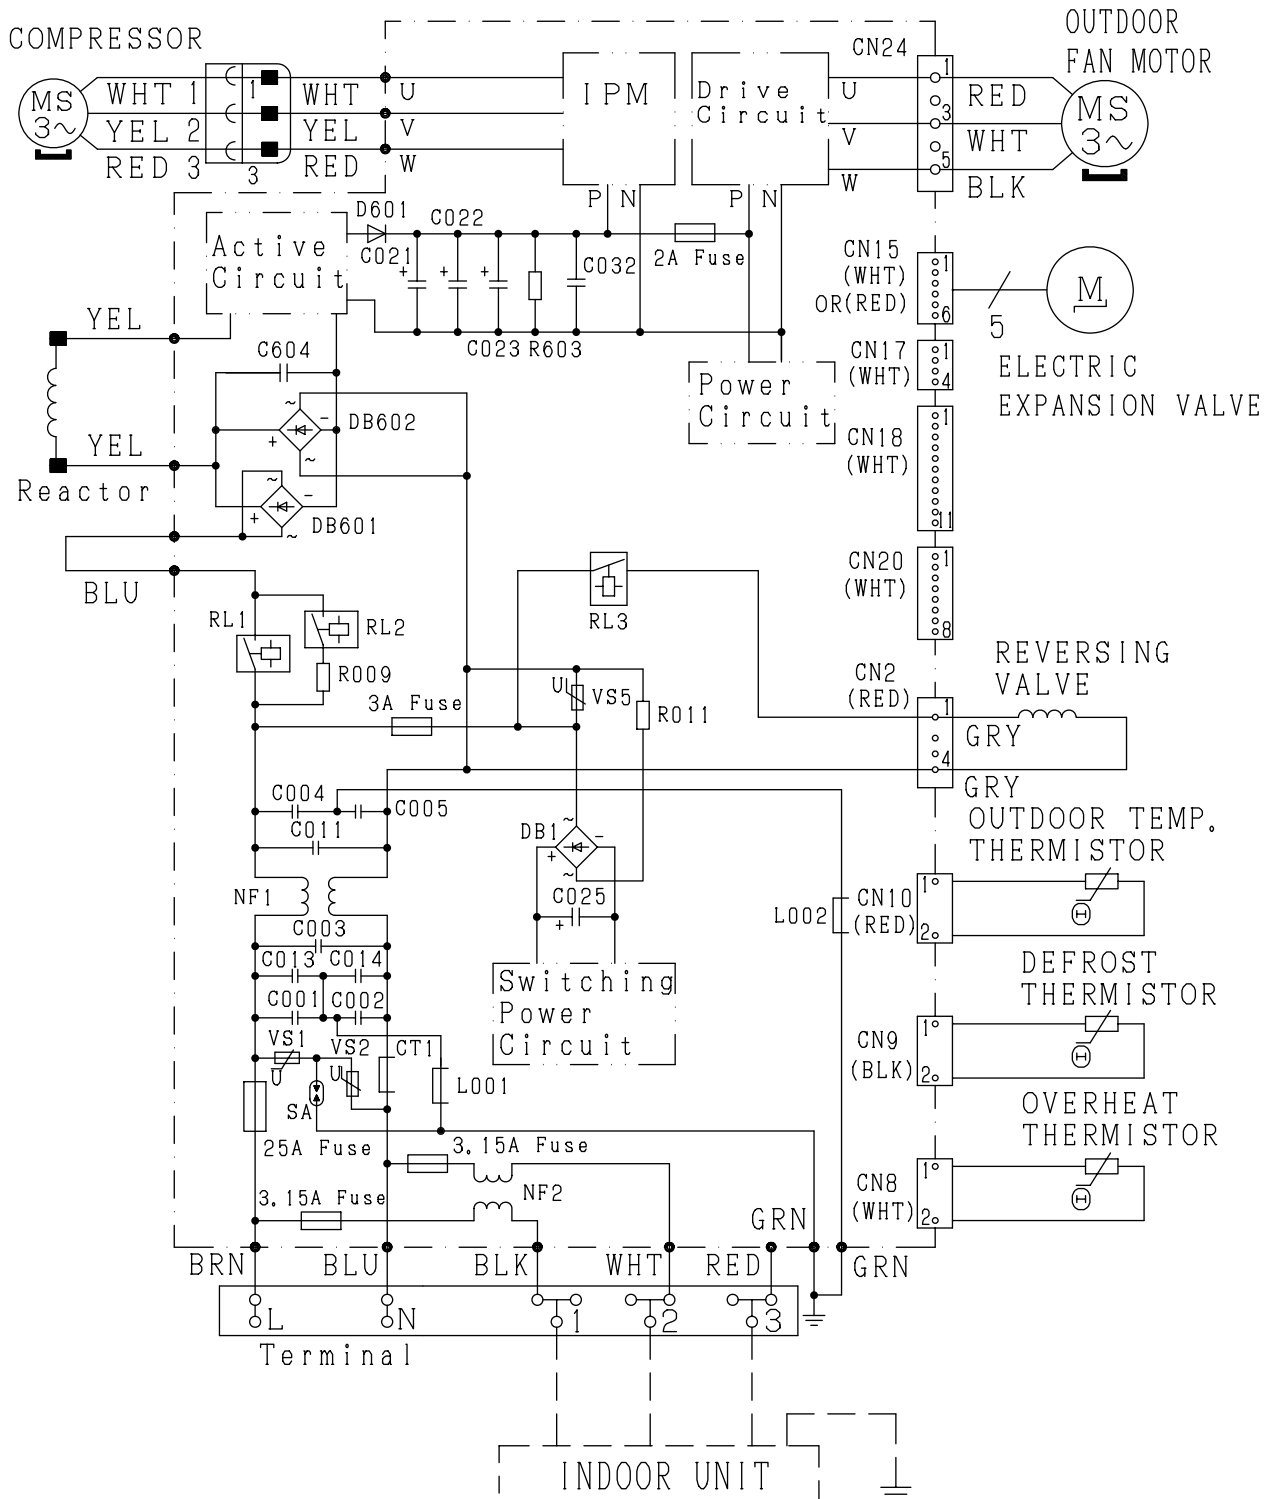 COMPRESSOR
MS
3~
WHT 1
YEL 2
RED 3
1
3
WHT
YEL
RED
U
V
W
IPM
P N
Drive
Circuit
P N
U
V
W
CN24
1
3
5
RED
WHT
BLK
OUTDOOR
FAN MOTOR
MS
3~
Active
Circuit
D601
C021
C022
+
+
+
C023
R603
C032
2A Fuse
CN15
(WHT)
OR(RED)
1
6
5
M
ELECTRIC
EXPANSION VALVE
CN17
(WHT)
1
4
Power
Circuit
CN18
(WHT)
1
11
CN20
(WHT)
1
8
YEL
YEL
Reactor
C604
~
-
+
~
DB602
~
-
+
~
DB601
BLU
RL1
RL2
R009
RL3
3A Fuse
U
VS5
R011
CN2
(RED)
1
4
REVERSING
VALVE
GRY
GRY
C004
C005
C011
NF1
C003
C013
C014
C001
C002
DB1
~
-
+
~
C025
+
Switching
Power
Circuit
L002
CN10
(RED)
1
2
OUTDOOR TEMP.
THERMISTOR
Θ
CN9
(BLK)
1
2
DEFROST
THERMISTOR
Θ
CN8
(WHT)
1
2
OVERHEAT
THERMISTOR
Θ
VS1
U
VS2
U
CT1
SA
L001
25A Fuse
3.15A Fuse
3.15A Fuse
NF2
BRN
BLU
BLK
WHT
RED
GRN
GRN
L
N
1
2
3
Terminal
INDOOR UNIT